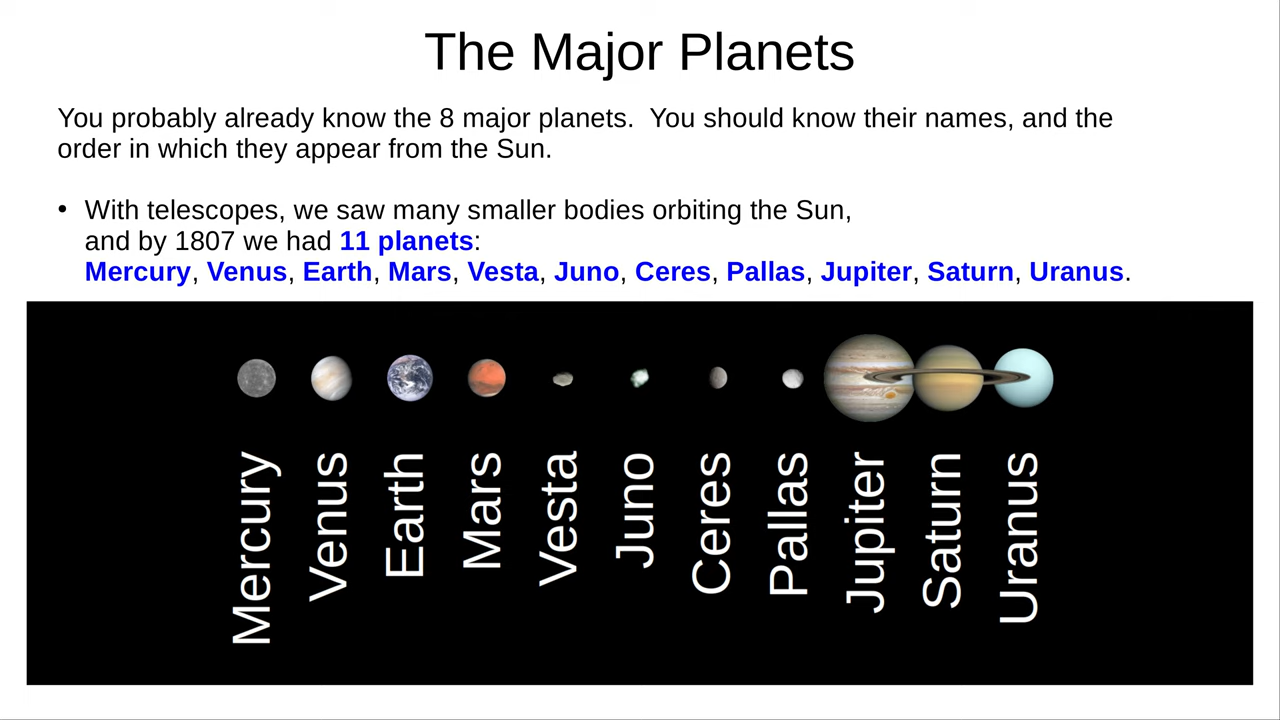 The Major Planets
You probably already know the 8 major planets.  You should know their names, and the
order in which they appear from the Sun.
• With telescopes, we saw many smaller bodies orbiting the Sun,
and by 1807 we had 11 planets:
Mercury, Venus, Earth, Mars, Vesta, Juno, Ceres, Pallas, Jupiter, Saturn, Uranus.
Mercury
Venus
Earth
Mars
Vesta
Juno
Ceres
Pallas
Jupiter
Saturn
Uranus